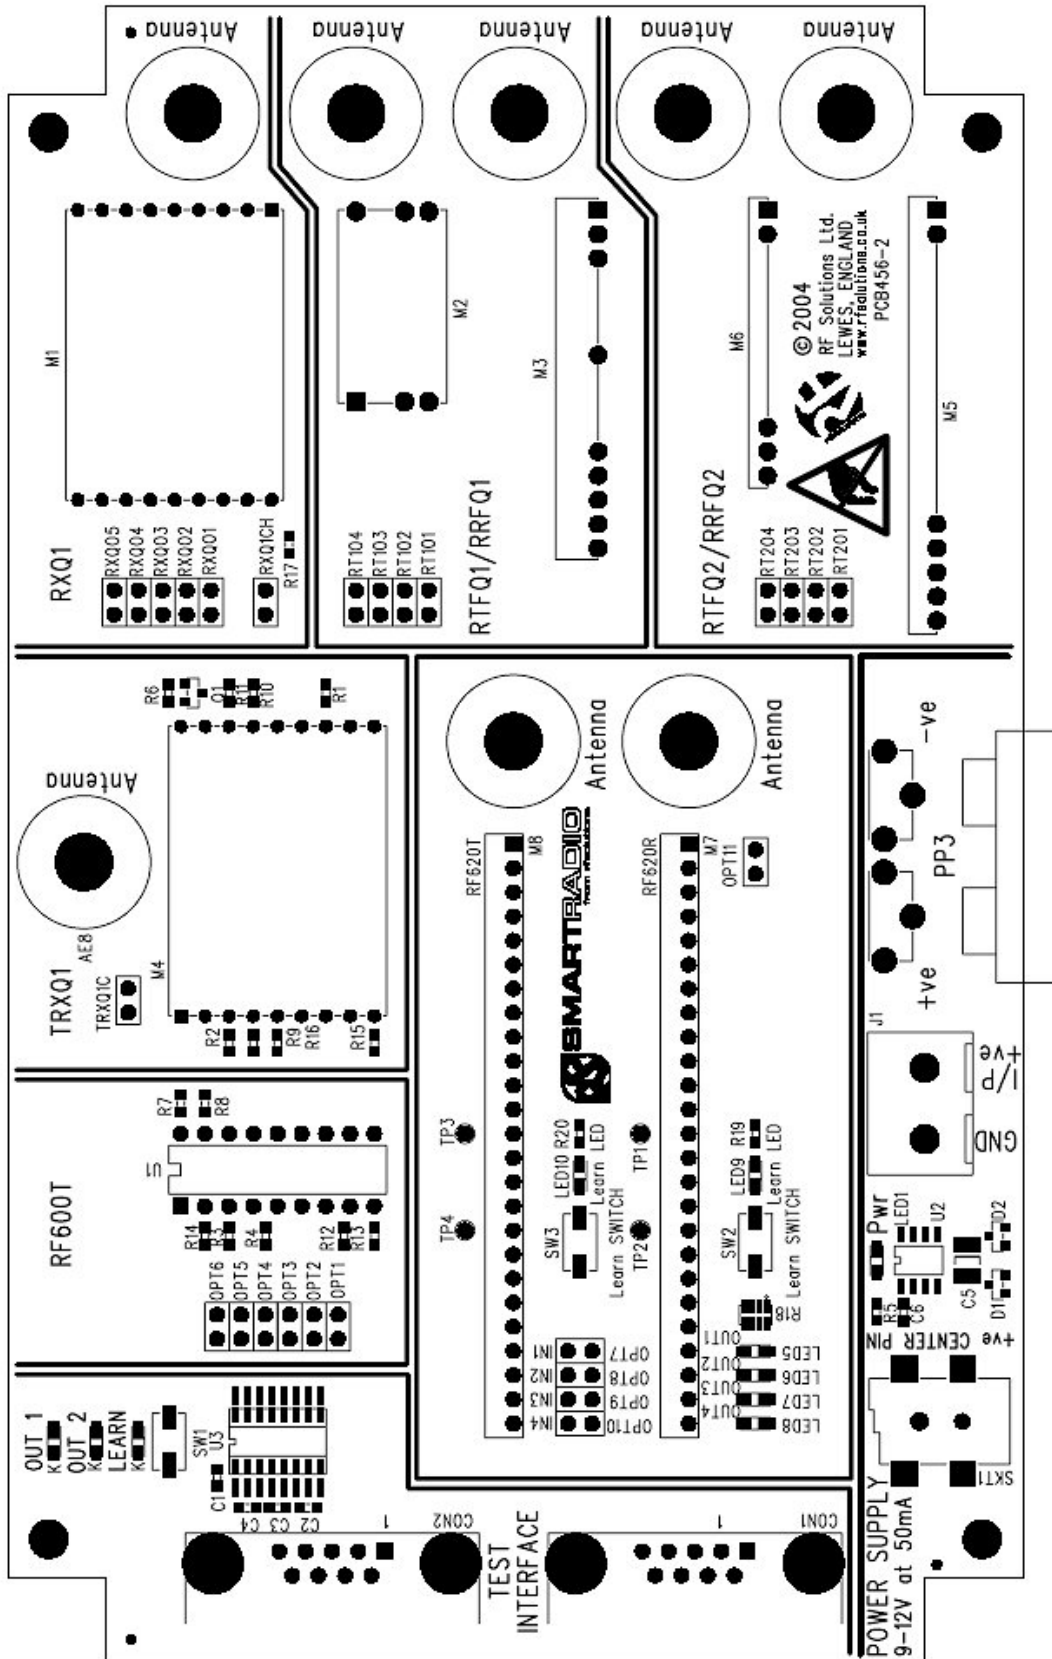 Antenna
Antenna
Antenna
Antenna
Antenna
M1
M2
M3
M6
M5
© 2004
RF Solutions Ltd.
LEWES, ENGLAND
www.rfsolutions.co.uk
PCB456-2
RXQ1
RXQ05
RXQ04
RXQ03
RXQ02
RXQ01
RXQ1CH
R17
RT104
RT103
RT102
RT101
RTFQ1/RRFQ1
RTFQ2/RRFQ2
RT204
RT203
RT202
RT201
R6
Q1
R11
R10
R1
Antenna
AE8
TRXQ1
TRXQ1C
M4
R2
R9
R16
R15
Antenna
Antenna
RF620T
M8
SMARTRADIO
RF620R
M7
OPT11
-ve
PP3
+ve
J1
+ve
I/P
GND
R7
R8
U1
RF600T
R14
R3
R4
R12
R13
OPT6
OPT5
OPT4
OPT3
OPT2
OPT1
TP3
TP4
R20
LED10
Learn LED
SW3
Learn SWITCH
TP1
TP2
R19
LED9
Learn LED
SW2
Learn SWITCH
R18
IN1
IN2
IN3
IN4
OPT7
OPT8
OPT9
OPT10
OUT1
OUT2
OUT3
OUT4
LED5
LED6
LED7
LED8
Pwr
LED1
U2
D2
C5
D1
R5
C6
+ve CENTER PIN
SKT1
POWER SUPPLY
9-12V at 50mA
OUT 1
K
OUT 2
K
LEARN
K
SW1
U3
C1
C4
C3
C2
1
CON2
TEST
INTERFACE
1
CON1